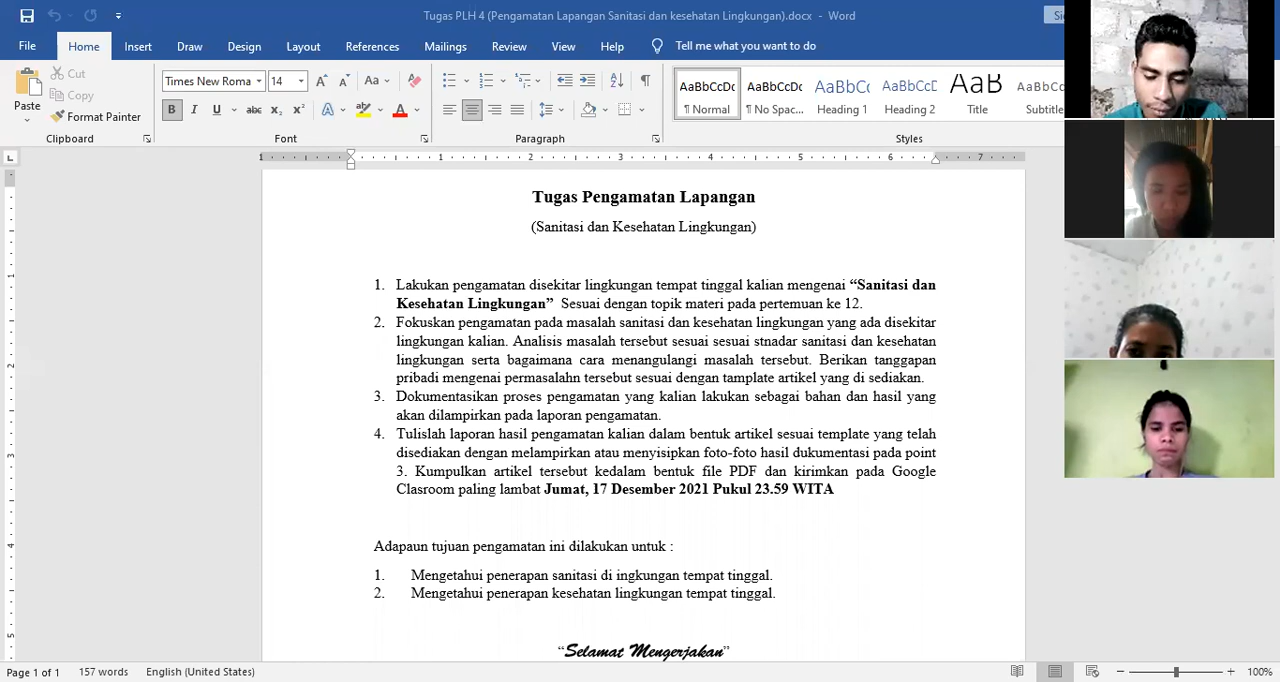 Tugas PLH 4 (Pengamatan Lapangan Sanitasi dan kesehatan Lingkungan).docx - Word
File Home Insert Draw Design Layout References Mailings Review View Help Tell me what you want to do
Paste
Cut
Copy
Format Painter
Clipboard
Times New Roma 14
Font
Paragraph
AaBbCcDc AaBbCcDc AaBbCcD AaBbCcD AaB
¶ Normal ¶ No Spac... Heading 1 Heading 2 Title Subtitle
Styles
Tugas Pengamatan Lapangan
(Sanitasi dan Kesehatan Lingkungan)
1. Lakukan pengamatan disekitar lingkungan tempat tinggal kalian mengenai “Sanitasi dan
Kesehatan Lingkungan” Sesuai dengan topik materi pada pertemuan ke 12.
2. Fokuskan pengamatan pada masalah sanitasi dan kesehatan lingkungan yang ada disekitar
lingkungan kalian. Analisis masalah tersebut sesuai sesuai stnadar sanitasi dan kesehatan
lingkungan serta bagaimana cara menangulangi masalah tersebut. Berikan tanggapan
pribadi mengenai permasalahn tersebut sesuai dengan tamplate artikel yang di sediakan.
3. Dokumentasikan proses pengamatan yang kalian lakukan sebagai bahan dan hasil yang
akan dilampirkan pada laporan pengamatan.
4. Tulislah laporan hasil pengamatan kalian dalam bentuk artikel sesuai template yang telah
disediakan dengan melampirkan atau menyisipkan foto-foto hasil dukumentasi pada point
3. Kumpulkan artikel tersebut kedalam bentuk file PDF dan kirimkan pada Google
Clasroom paling lambat Jumat, 17 Desember 2021 Pukul 23.59 WITA
Adapaun tujuan pengamatan ini dilakukan untuk :
1. Mengetahui penerapan sanitasi di ingkungan tempat tinggal.
2. Mengetahui penerapan kesehatan lingkungan tempat tinggal.
“Selamat Mengerjakan”
Page 1 of 1 157 words English (United States) 100%